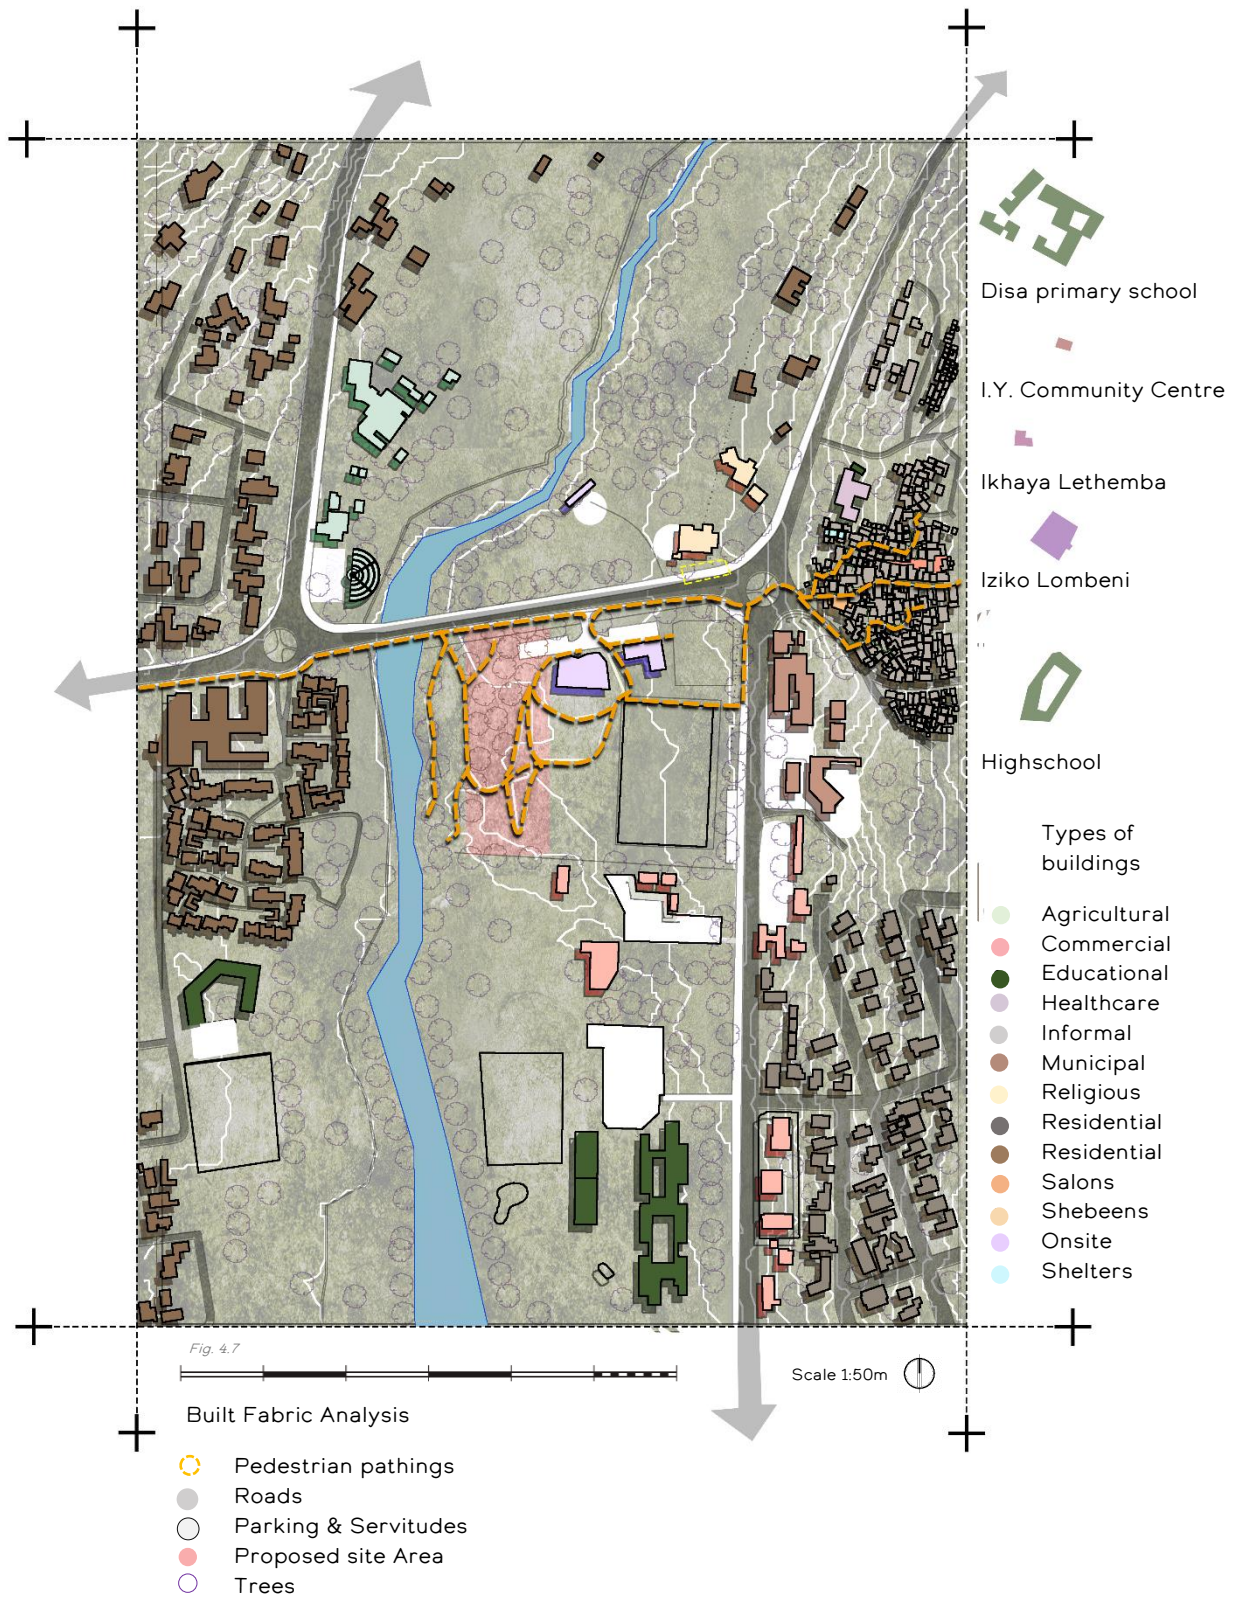 Disa primary school
I.Y. Community Centre
Ikhaya Lethemba
Iziko Lombeni
Highschool
Types of
buildings
Agricultural
Commercial
Educational
Healthcare
Informal
Municipal
Religious
Residential
Residential
Salons
Shebeens
Onsite
Shelters
Fig. 4.7
Scale 1:50m
Built Fabric Analysis
Pedestrian pathings
Roads
Parking & Servitudes
Proposed site Area
Trees